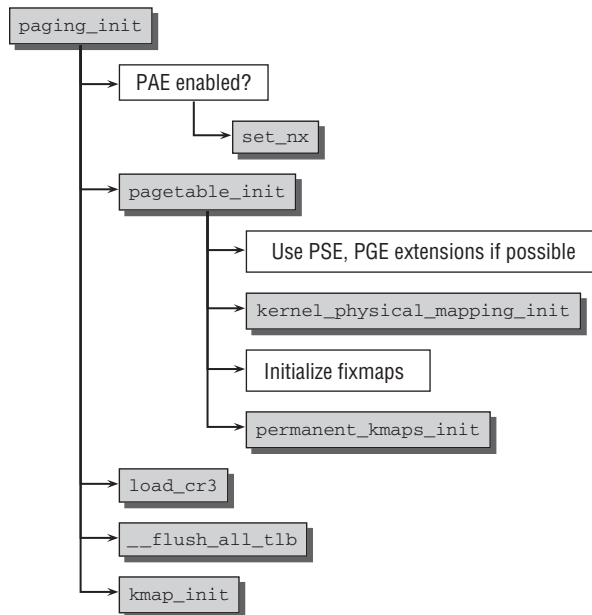 paging_init
PAE enabled?
set_nx
pagetable_init
Use PSE, PGE extensions if possible
kernel_physical_mapping_init
Initialize fixmaps
permanent_kmaps_init
load_cr3
__flush_all_tlb
kmap_init